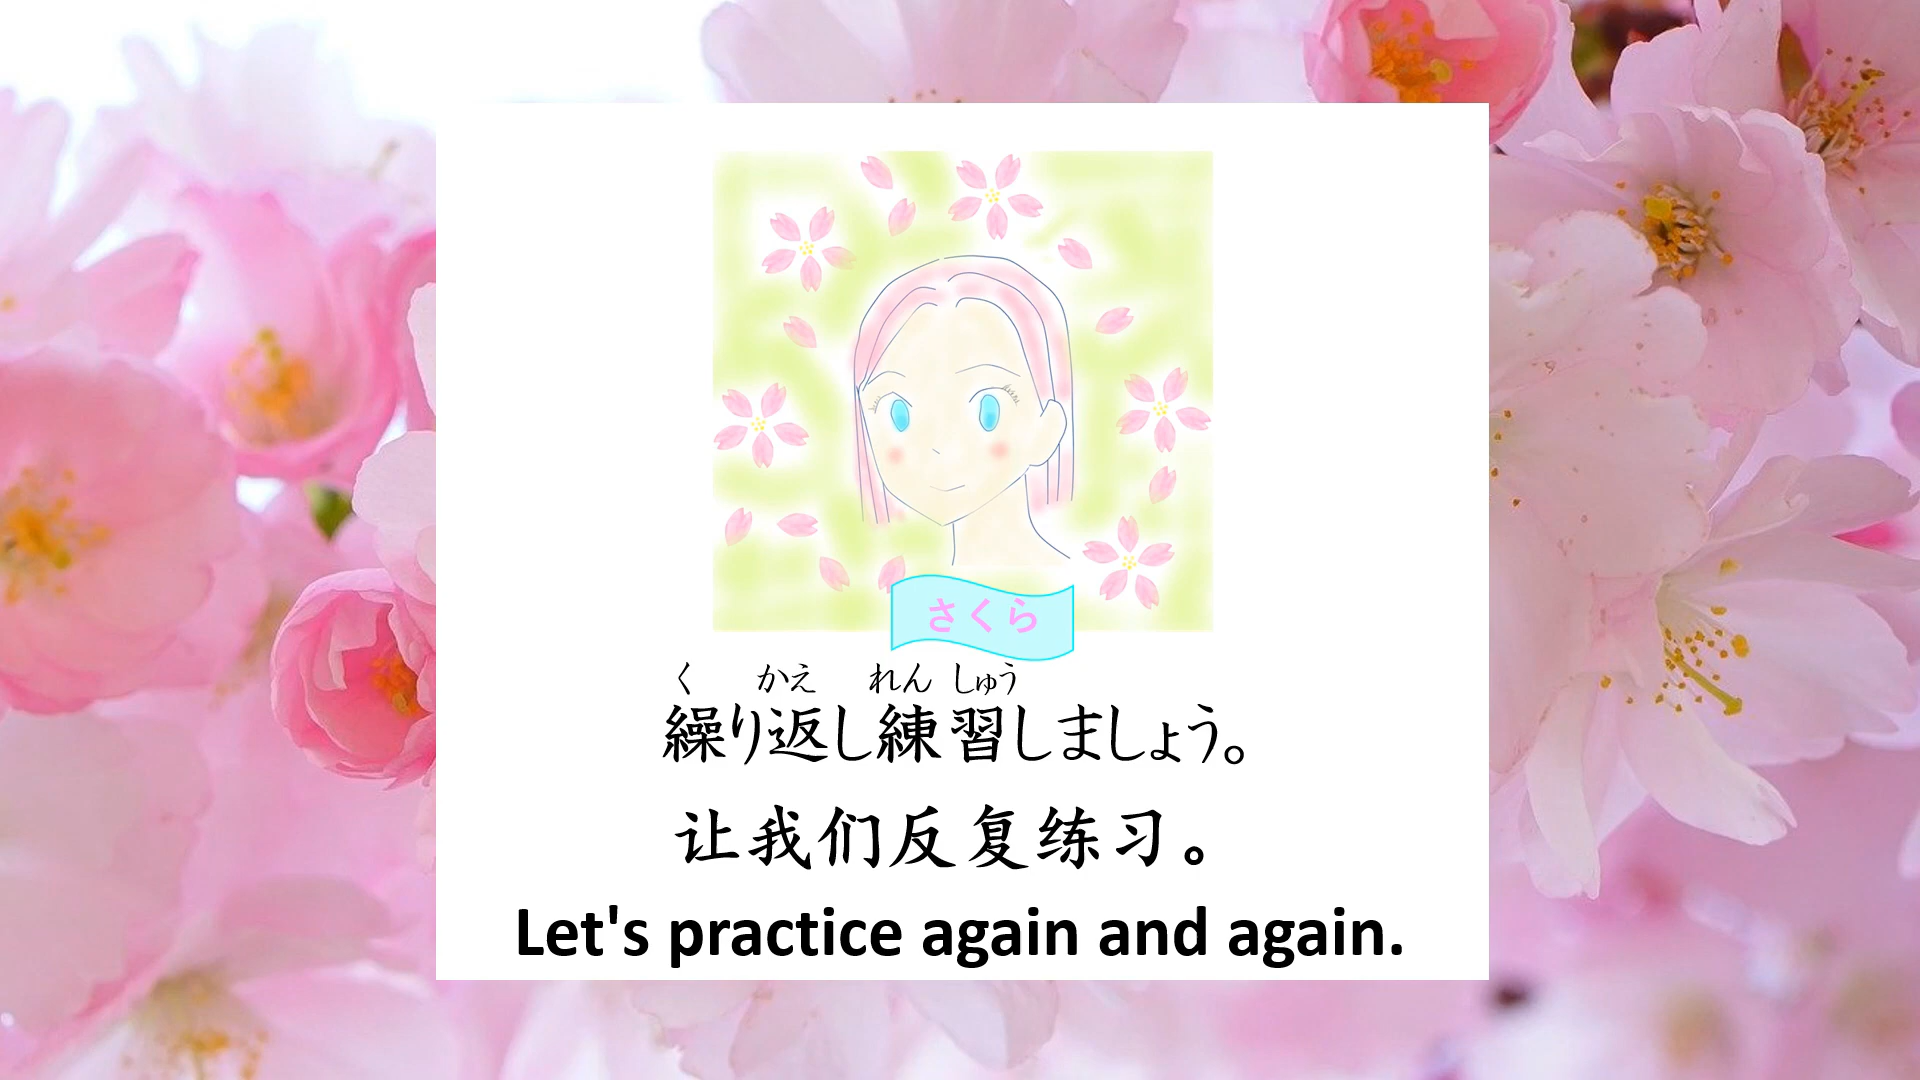 さくら
く かえ れん しゅう
繰り返し練習しましょう。
让我们反复练习。
Let's practice again and again.